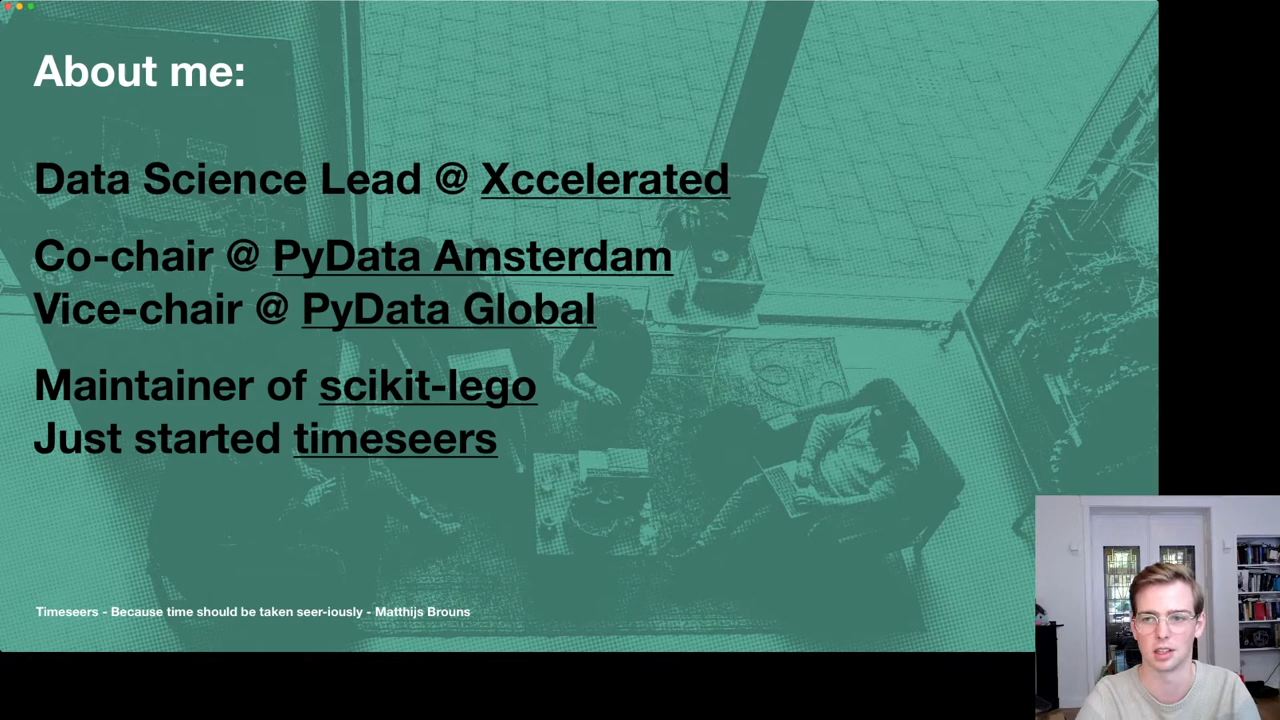 About me:
Data Science Lead @ Xccelerated
Co-chair @ PyData Amsterdam
Vice-chair @ PyData Global
Maintainer of scikit-lego
Just started timeseers
Timeseers - Because time should be taken seer-iously - Matthijs Brouns